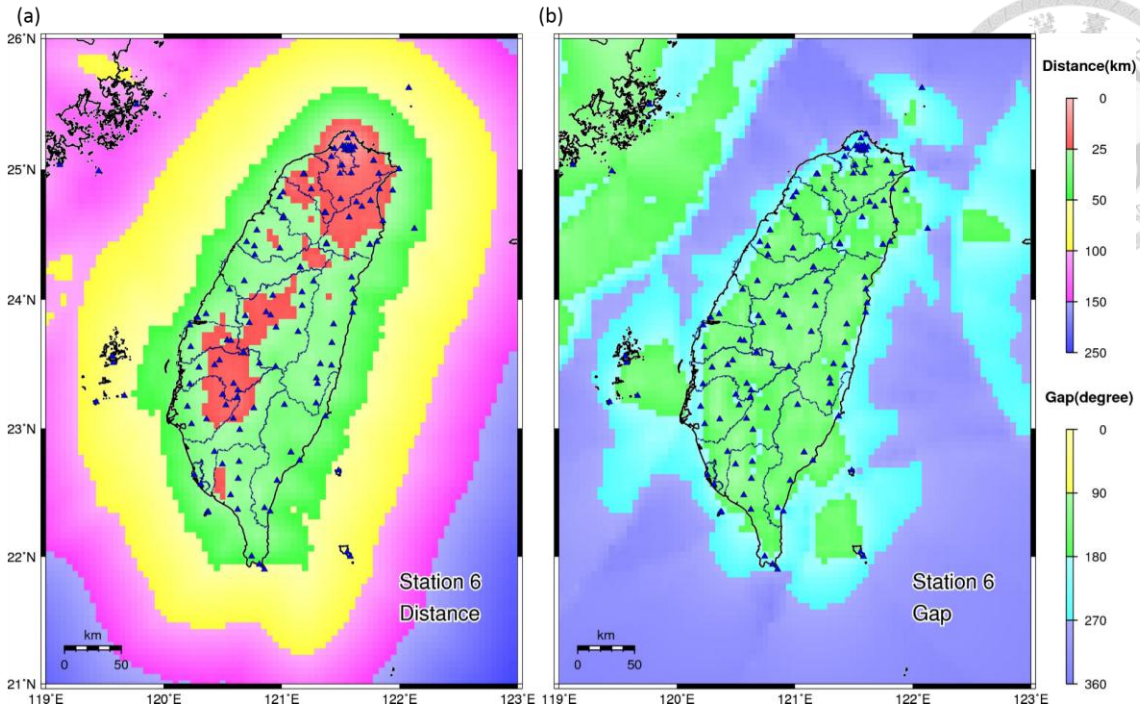 (a)
(b)
26°N
25°N
24°N
23°N
22°N
21°N
119°E
120°E
121°E
122°E
123°E
km
0
50
Station 6
Distance
119°E
120°E
121°E
122°E
123°E
km
0
50
Station 6
Gap
Distance(km)
0
25
50
100
150
250
Gap(degree)
0
90
180
270
360